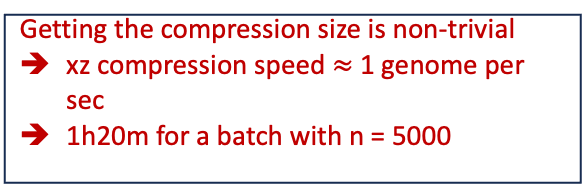 Getting the compression size is non-trivial
➔ xz compression speed ≈ 1 genome per
sec
➔ 1h20m for a batch with n = 5000